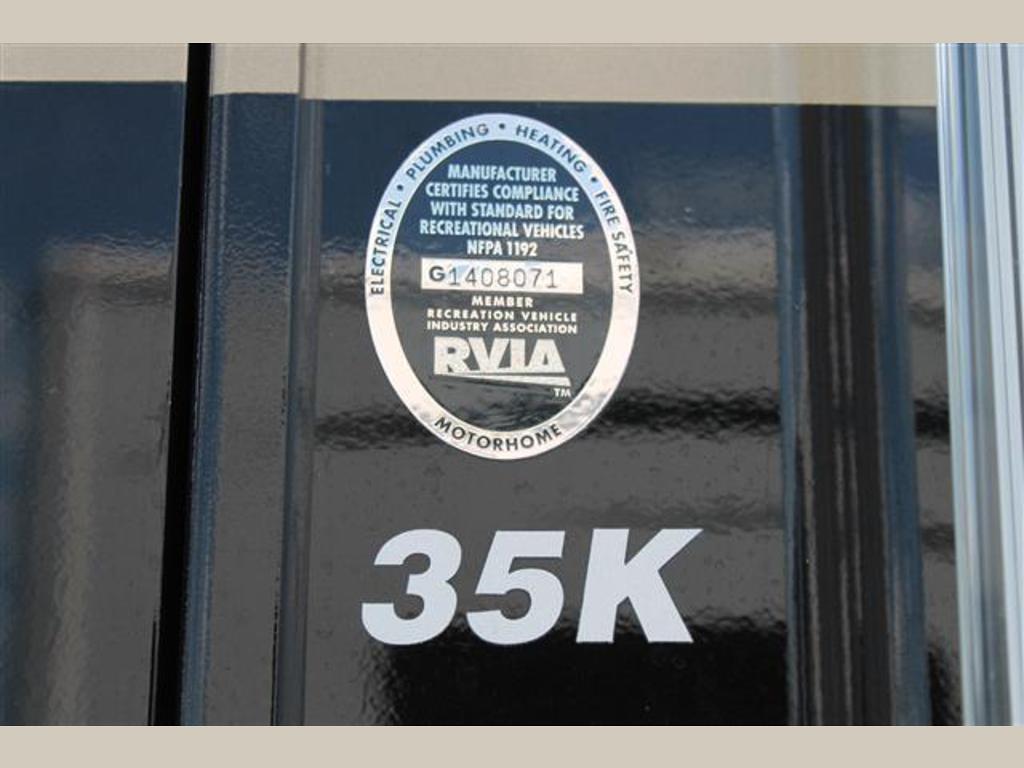 ELECTRICAL • PLUMBING • HEATING • FIRE SAFETY
MANUFACTURER
CERTIFIES COMPLIANCE
WITH STANDARD FOR
RECREATIONAL VEHICLES
NFPA 1192
G1408071
MEMBER
RECREATION VEHICLE
INDUSTRY ASSOCIATION
RVIA
TM
MOTORHOME
35K